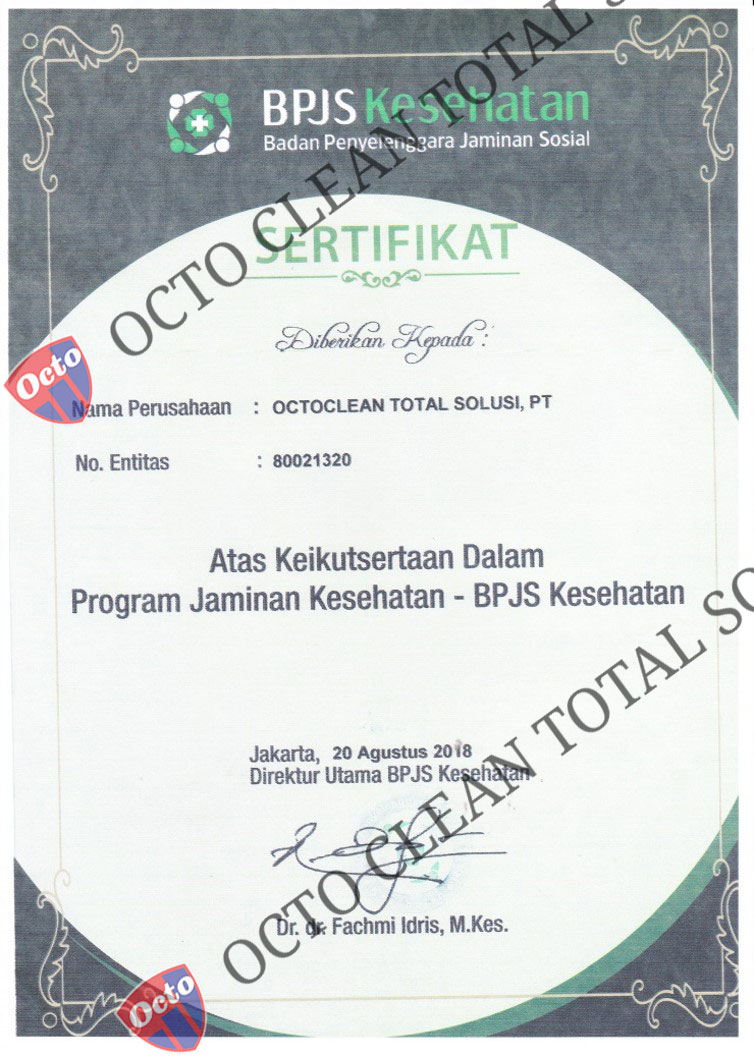 BPJS Kesehatan
Badan Penyelenggara Jaminan Sosial
SERTIFIKAT
Diberikan Kepada :
Nama Perusahaan : OCTOCLEAN TOTAL SOLUSI, PT
No. Entitas : 80021320
Atas Keikutsertaan Dalam
Program Jaminan Kesehatan - BPJS Kesehatan
Jakarta, 20 Agustus 2018
Direktur Utama BPJS Kesehatan
Dr. dr. Fachmi Idris, M.Kes.
OCTO CLEAN TOTAL S
Octo
OCTO CLEAN TOTAL SO
Octo